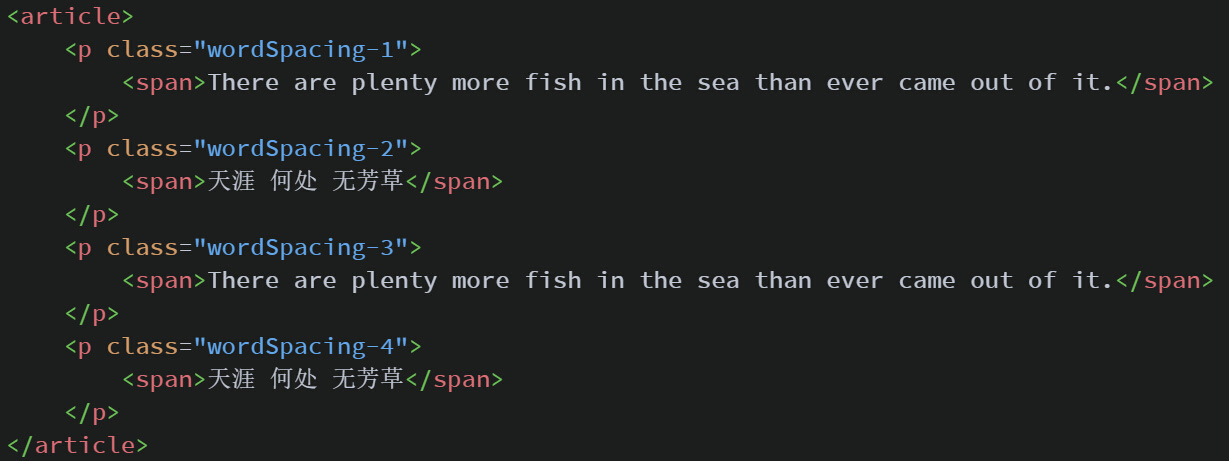 <article>
    <p class="wordSpacing-1">
        <span>There are plenty more fish in the sea than ever came out of it.</span>
    </p>
    <p class="wordSpacing-2">
        <span>天涯 何处 无芳草</span>
    </p>
    <p class="wordSpacing-3">
        <span>There are plenty more fish in the sea than ever came out of it.</span>
    </p>
    <p class="wordSpacing-4">
        <span>天涯 何处 无芳草</span>
    </p>
</article>